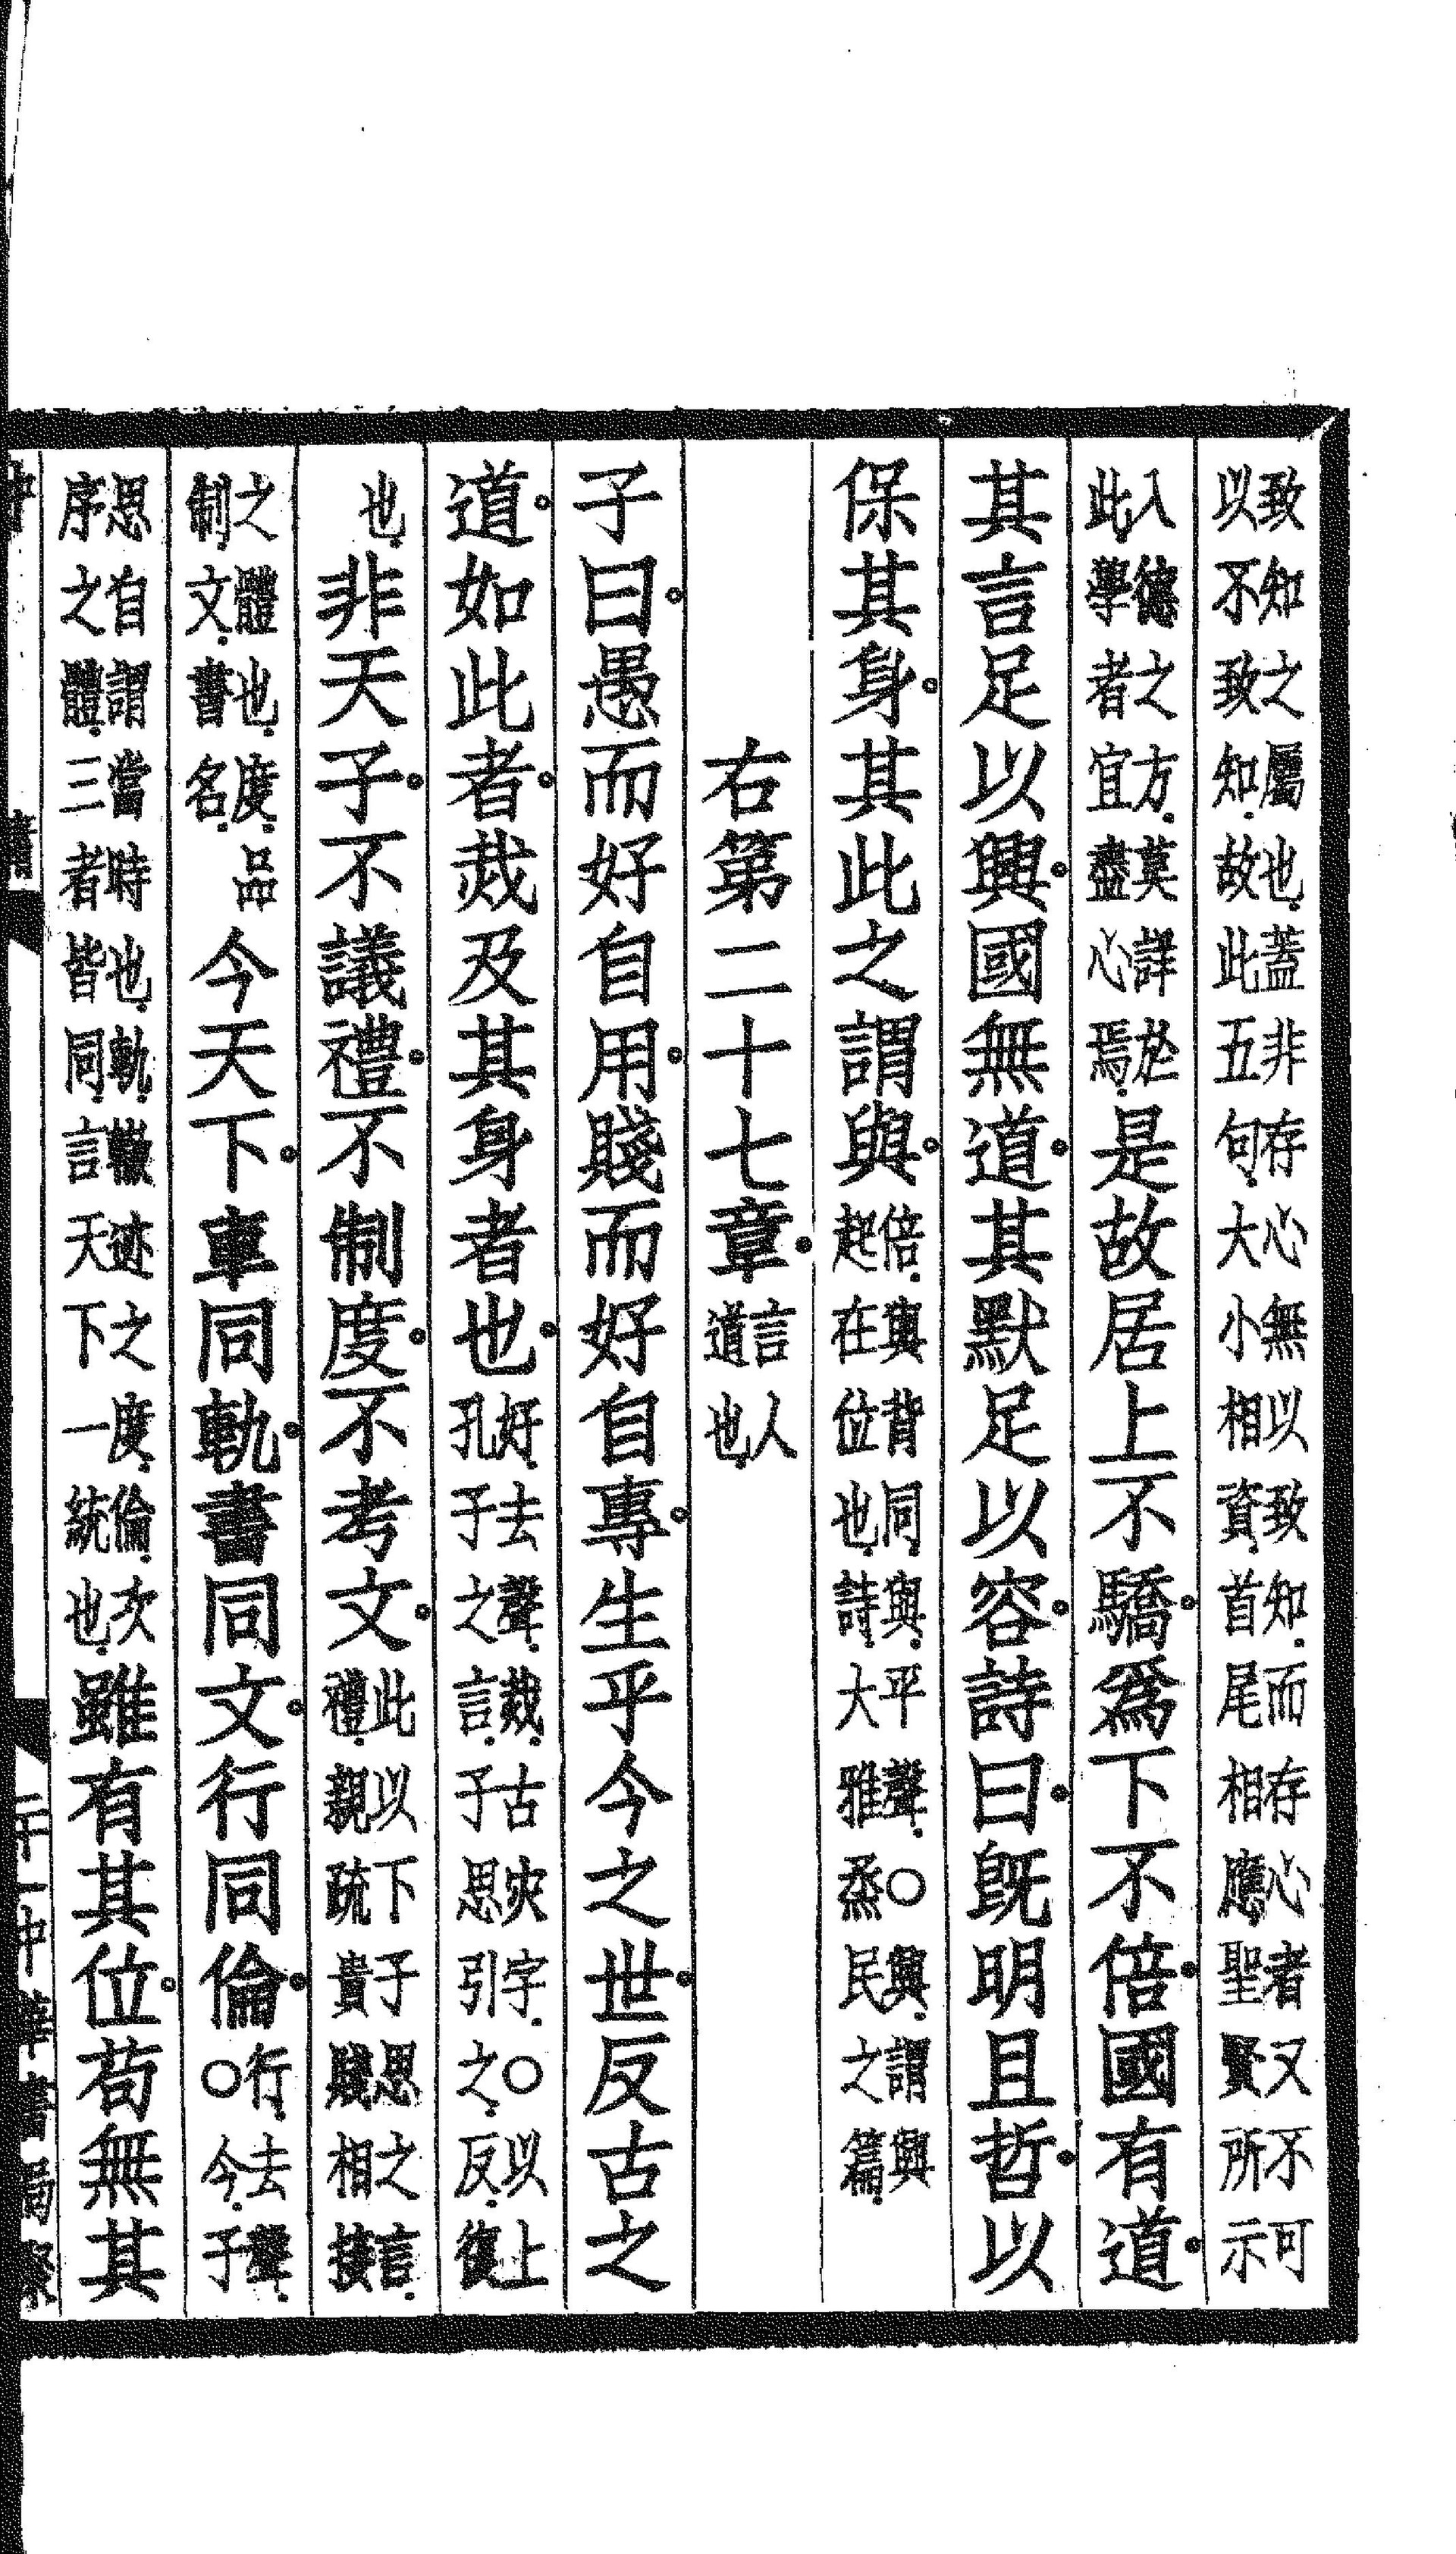 致知之屬也蓋非存心無以致知而存心者又不可
以不致知故此五句大小相資首尾相應聖賢所示
入德之方莫詳於
此學者宜盡心焉
是故居上不驕爲下不倍國有道
其言足以興國無道其默足以容詩曰既明且哲以
保其身其此之謂與
倍與背同與平聲○興謂興
起在位也詩大雅烝民之篇
右第二十七章
言人
道也
子曰愚而好自用賤而好自專生乎今之世反古之
道如此者烖及其身者也
好去聲烖古灾字○以上
孔子之言子思引之反復
也
非天子不議禮不制度不考文
此以下子思之言
禮親疏貴賤相接
之體也度品
制文書名
今天下車同軌書同文行同倫
行去聲
○今子
思自謂當時也軌轍迹之度倫次
序之體三者皆同言天下一統也
雖有其位苟無其
二十一中華書局聚